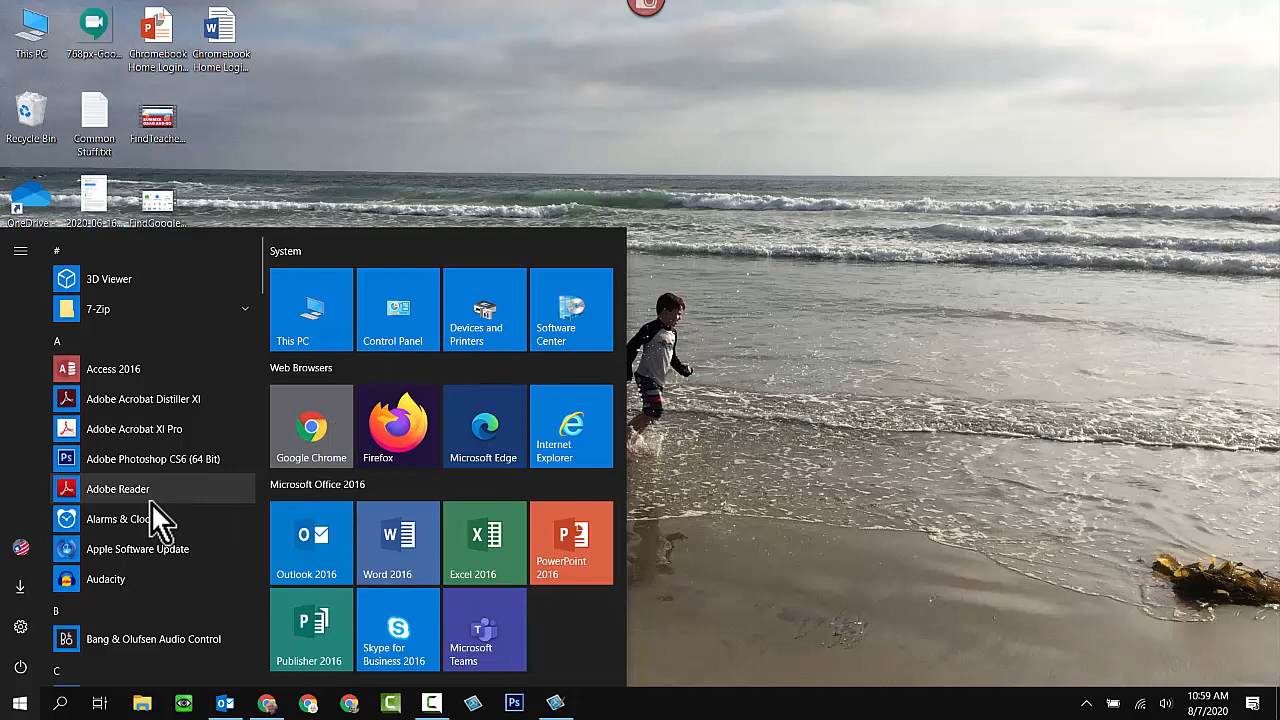 This PC
768px-Goo...
Chromebook
Home Login...
Chromebook
Home Logi...
Recycle Bin
Common
Stuff.txt
FindTeache...
OneDrive
2020-06-16...
FindGoogle...
#
3D Viewer
7-Zip
A
Access 2016
Adobe Acrobat Distiller XI
Adobe Acrobat XI Pro
Adobe Photoshop CS6 (64 Bit)
Adobe Reader
Alarms & Cloc
Apple Software Update
Audacity
B
Bang & Olufsen Audio Control
C
System
This PC
Control Panel
Devices and
Printers
Software
Center
Web Browsers
Google Chrome
Firefox
Microsoft Edge
Internet
Explorer
Microsoft Office 2016
Outlook 2016
Word 2016
Excel 2016
PowerPoint
2016
Publisher 2016
Skype for
Business 2016
Microsoft
Teams
10:59 AM
8/7/2020